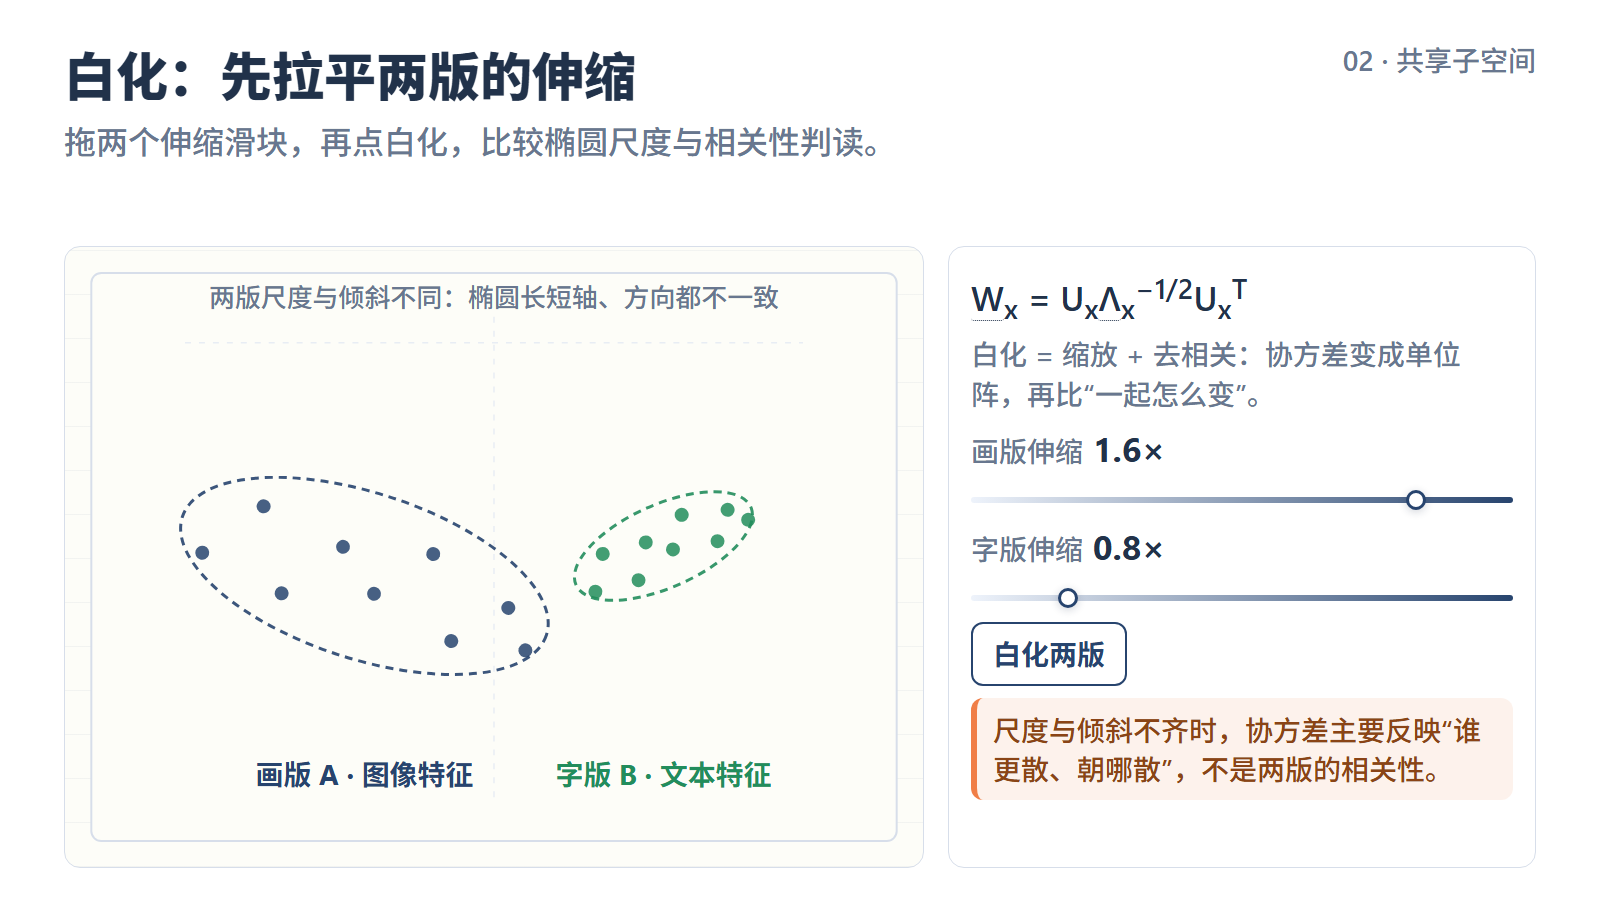 白化：先拉平两版的伸缩
02 · 共享子空间
拖两个伸缩滑块，再点白化，比较椭圆尺度与相关性判读。
两版尺度与倾斜不同：椭圆长短轴、方向都不一致
画版 A · 图像特征
字版 B · 文本特征
Wₓ = UₓΛₓ⁻¹ᐟ²Uₓᵀ
白化 = 缩放 + 去相关：协方差变成单位
阵，再比“一起怎么变”。
画版伸缩 1.6×
字版伸缩 0.8×
白化两版
尺度与倾斜不齐时，协方差主要反映“谁
更散、朝哪散”，不是两版的相关性。